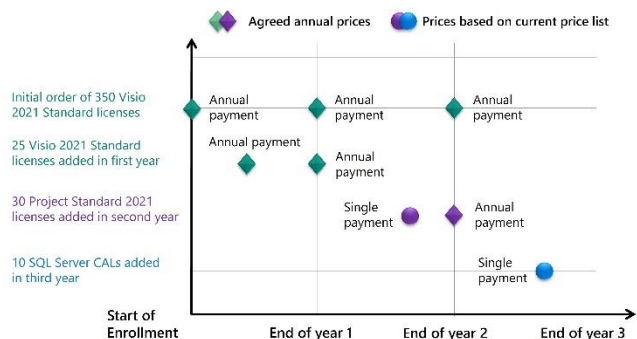 Agreed annual prices
Prices based on current price list
Initial order of 350 Visio
2021 Standard licenses
Annual
payment
Annual
payment
Annual
payment
25 Visio 2021 Standard
licenses added in first year
Annual payment
Annual
payment
30 Project Standard 2021
licenses added in second year
Single
payment
Annual
payment
10 SQL Server CALs added
in third year
Single
payment
Start of
Enrollment
End of year 1
End of year 2
End of year 3